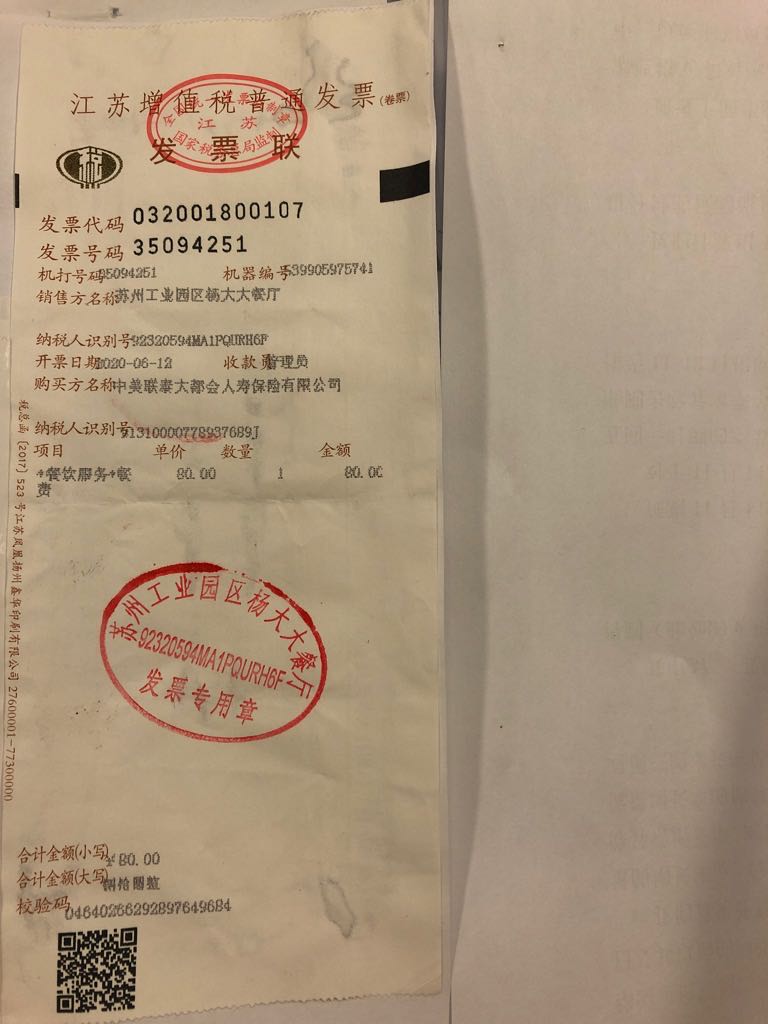 江苏增值税普通发票(卷票)
全国统一发票监制章
江苏
国家税务总局监制
发票联
发票代码 032001800107
发票号码 35094251
机打号码 35094251 机器编号 539905975741
销售方名称 苏州工业园区杨大大餐厅
纳税人识别号 92320594MA1PQURH6F
开票日期 2020-06-12 收款员 管理员
购买方名称 中美联泰大都会人寿保险有限公司
纳税人识别号 91310000778937689J
项目 单价 数量 金额
*餐饮服务*餐 80.00 1 80.00
费
税总函〔2017〕523号江苏凤凰扬州鑫华印刷有限公司 27600001-77300000
苏州工业园区杨大大餐厅
92320594MA1PQURH6F
发票专用章
合计金额(小写) ¥80.00
合计金额(大写) 捌拾圆整
校验码 04640266292897649684